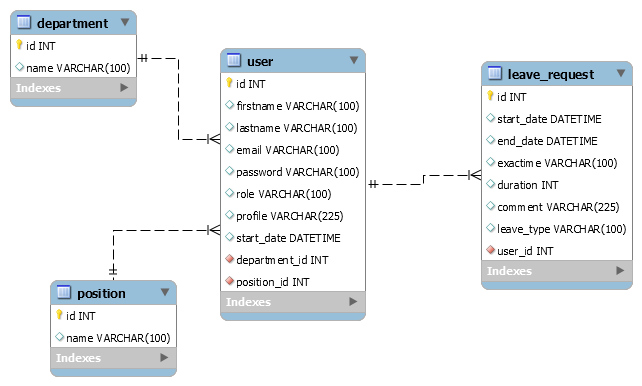 department
id INT
name VARCHAR(100)
Indexes
user
id INT
firstname VARCHAR(100)
lastname VARCHAR(100)
email VARCHAR(100)
password VARCHAR(100)
role VARCHAR(100)
profile VARCHAR(225)
start_date DATETIME
department_id INT
position_id INT
Indexes
leave_request
id INT
start_date DATETIME
end_date DATETIME
exactime VARCHAR(100)
duration INT
comment VARCHAR(225)
leave_type VARCHAR(100)
user_id INT
Indexes
position
id INT
name VARCHAR(100)
Indexes